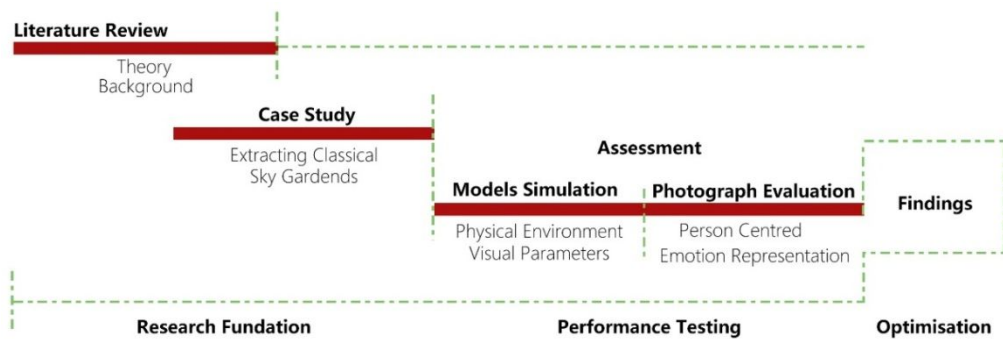 Literature Review
Theory
Background
Case Study
Extracting Classical
Sky Gardends
Assessment
Models Simulation
Physical Environment
Visual Parameters
Photograph Evaluation
Person Centred
Emotion Representation
Findings
Research Fundation
Performance Testing
Optimisation